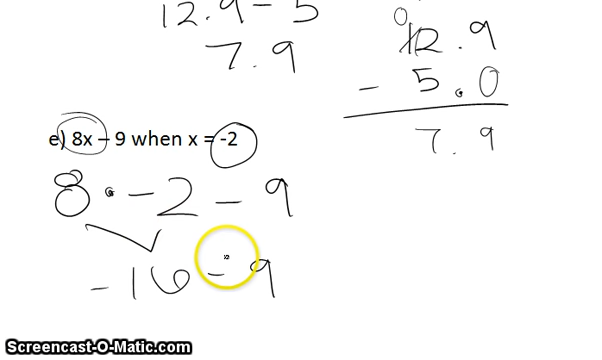 12.9 - 5
7.9
0
12.9
- 5.0
7.9
e) 8x – 9 when x = -2
8 • -2 - 9
-16 - 9
Screencast-O-Matic.com